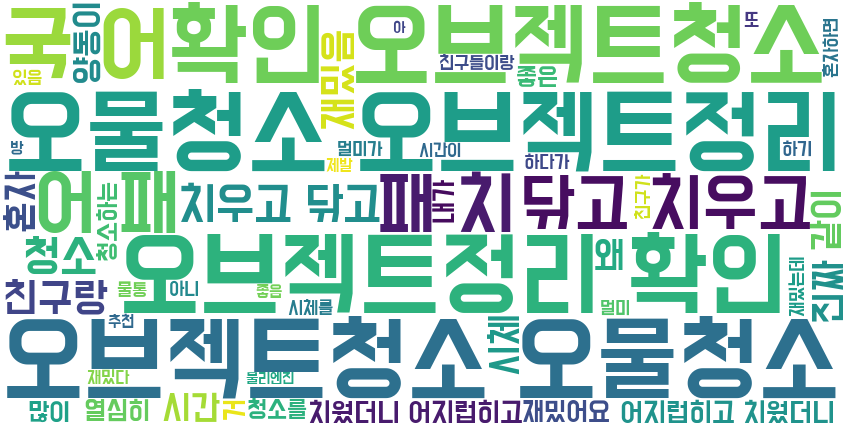 국어확인 오브젝트청소
양동이
있음
재밌음
아
친구들이랑
좋은
또
혼자하면
오물청소 오브젝트정리
방
멀미가
시간이
제발
하다가
하기
혼자
어패 치우고 닦고 패치 닦고 치우고
내가
친구가
같이
청소하는
청소
오브젝트정리 확인
왜
진짜
재밌는데
친구랑
물통
아니
좋음
시체를
멀미
오브젝트청소 오물청소
추천
시체
재밌다
물리엔진
많이 열심히 시간 거 청소를 치웠더니 어지럽히고 재밌어요 어지럽히고 치웠더니